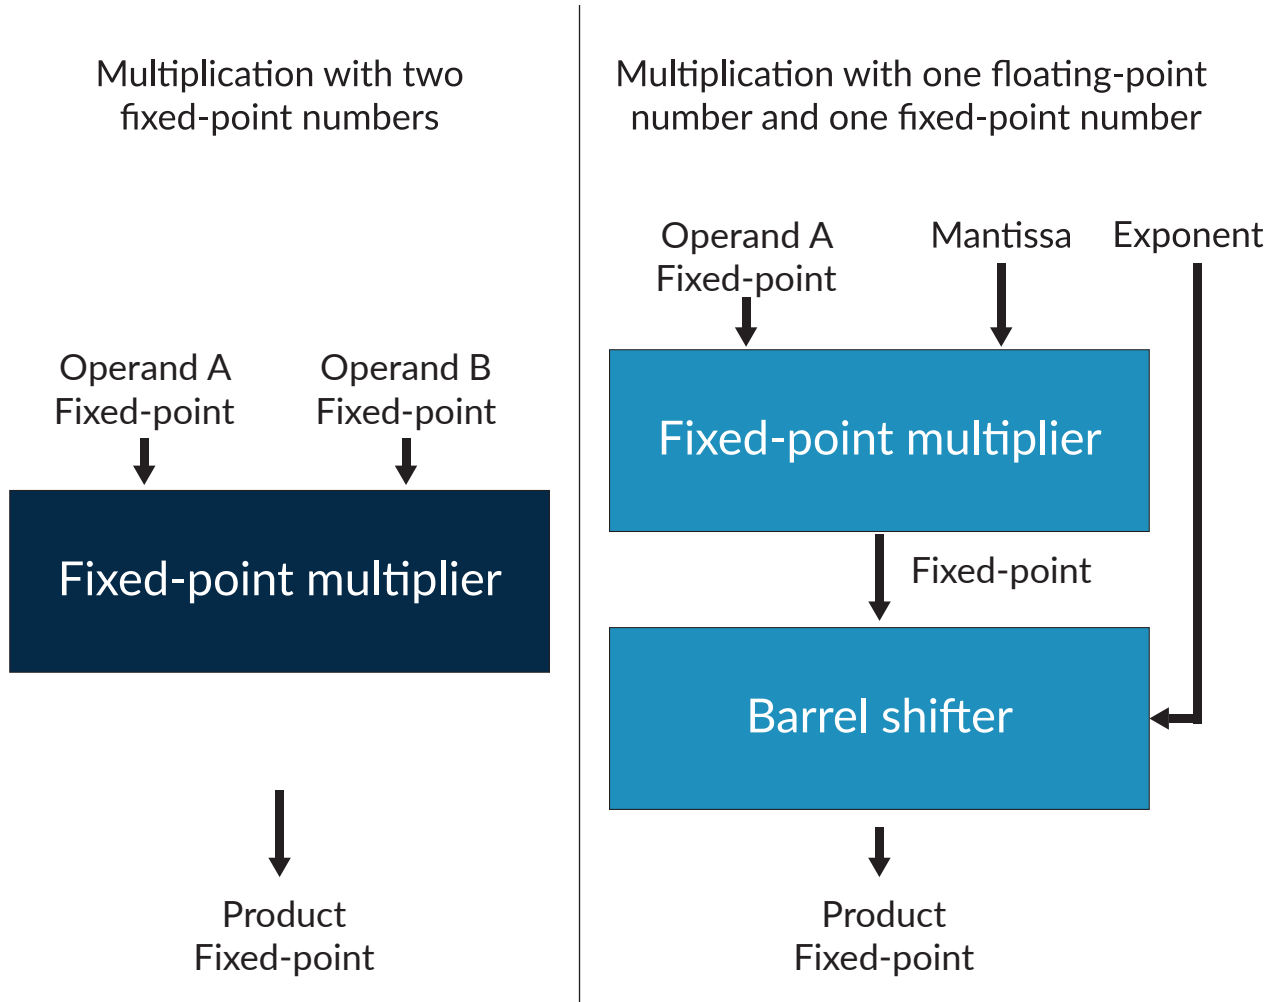 Multiplication with two
fixed-point numbers
Operand A
Fixed-point
Operand B
Fixed-point
Fixed-point multiplier
Product
Fixed-point
Multiplication with one floating-point
number and one fixed-point number
Operand A
Fixed-point
Mantissa
Exponent
Fixed-point multiplier
Fixed-point
Barrel shifter
Product
Fixed-point